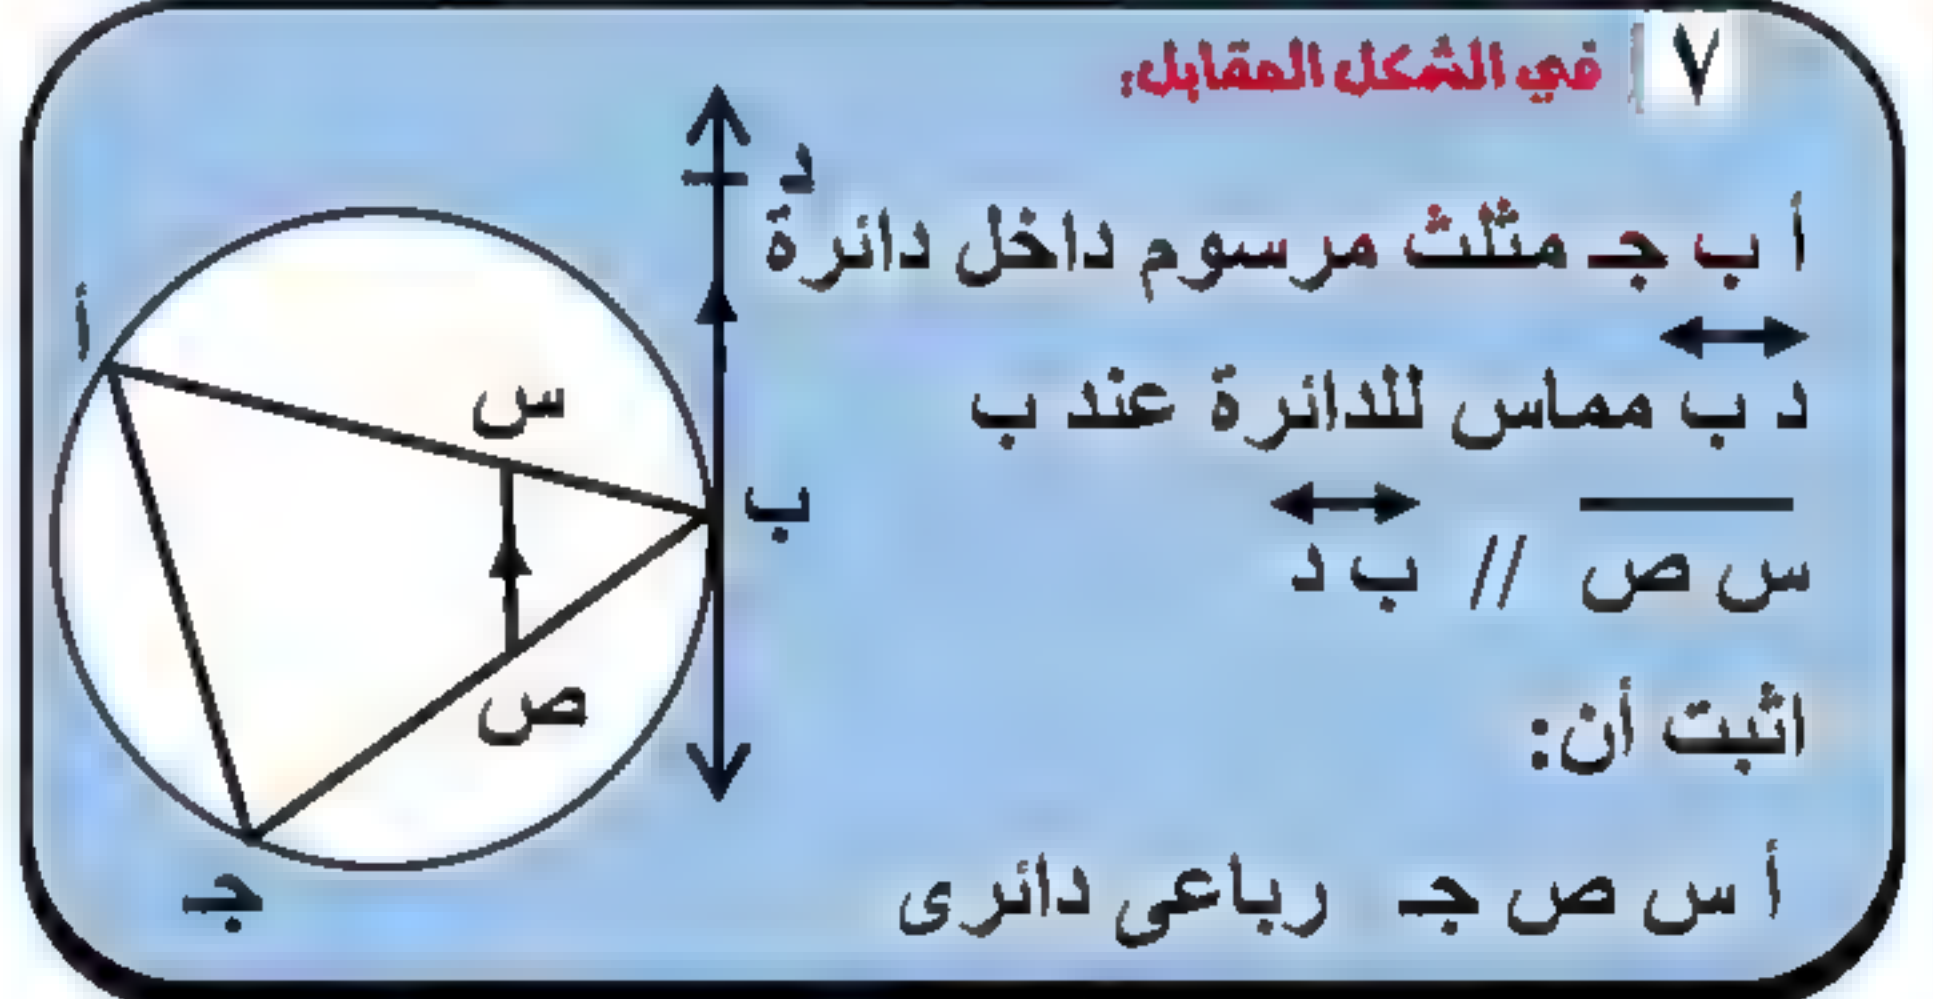 ٧ في الشكل المقابل:
أ ب جـ مثلث مرسوم داخل دائرة
د ب مماس للدائرة عند ب
س ص // ب د
اثبت أن:
أ س ص جـ رباعى دائرى
د
أ
س
ب
ص
جـ